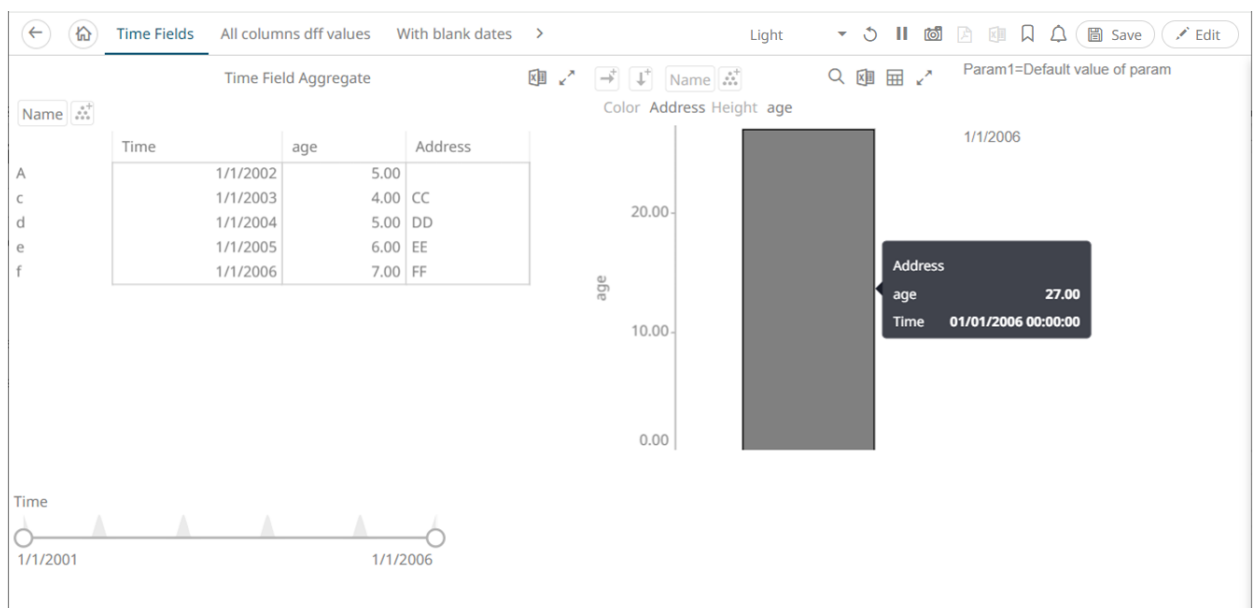 Time Fields All columns dff values With blank dates Light Save Edit
Time Field Aggregate
Name
Time age Address
A 1/1/2002 5.00
c 1/1/2003 4.00 CC
d 1/1/2004 5.00 DD
e 1/1/2005 6.00 EE
f 1/1/2006 7.00 FF
Time
1/1/2001 1/1/2006
Name
Color Address Height age
20.00
10.00
0.00
age
Address
age 27.00
Time 01/01/2006 00:00:00
Param1=Default value of param
1/1/2006